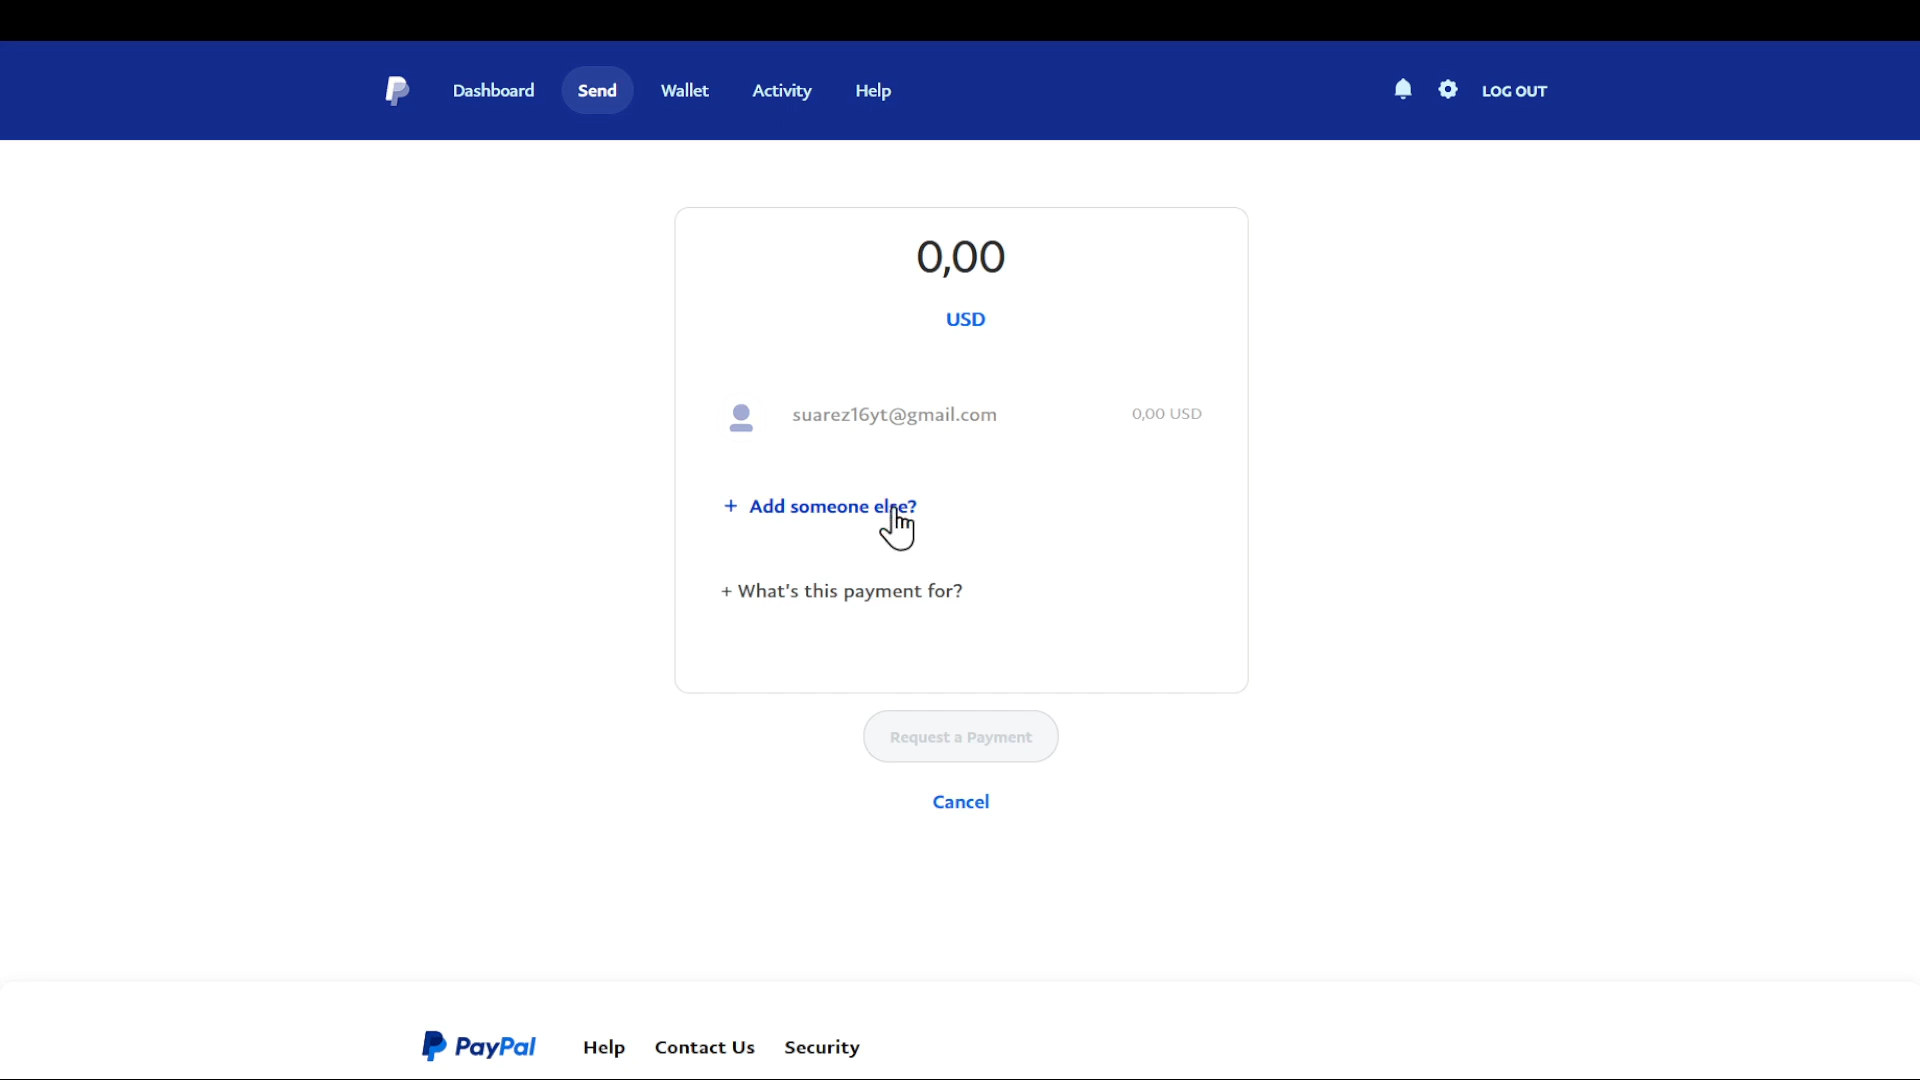 Dashboard Send Wallet Activity Help LOG OUT
0,00
USD
suarez16yt@gmail.com 0,00 USD
+ Add someone else?
+ What's this payment for?
Request a Payment
Cancel
PayPal Help Contact Us Security